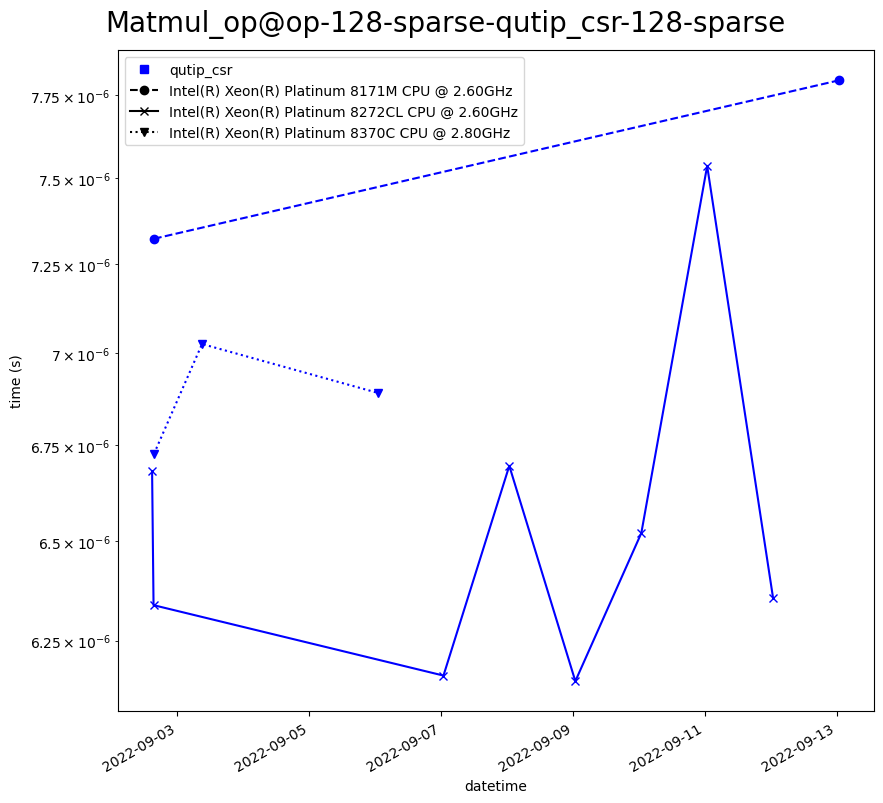 Matmul_op@op-128-sparse-qutip_csr-128-sparse
qutip_csr
Intel(R) Xeon(R) Platinum 8171M CPU @ 2.60GHz
Intel(R) Xeon(R) Platinum 8272CL CPU @ 2.60GHz
Intel(R) Xeon(R) Platinum 8370C CPU @ 2.80GHz
7.75 × 10⁻⁶
7.5 × 10⁻⁶
7.25 × 10⁻⁶
7 × 10⁻⁶
6.75 × 10⁻⁶
6.5 × 10⁻⁶
6.25 × 10⁻⁶
time (s)
2022-09-03
2022-09-05
2022-09-07
2022-09-09
2022-09-11
2022-09-13
datetime